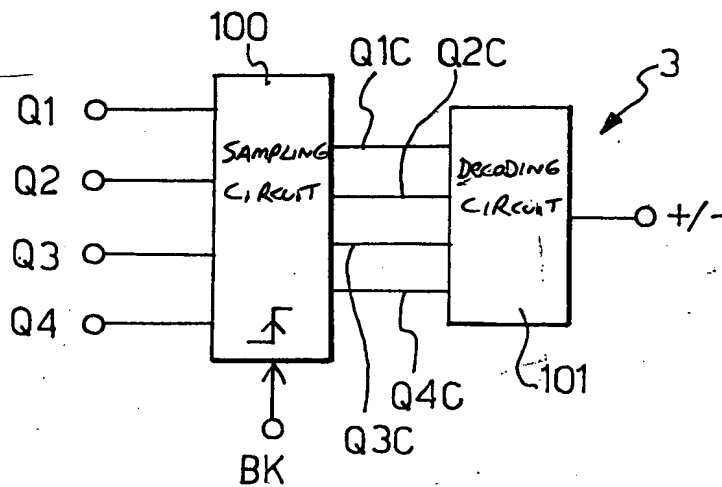 100
Q1C
Q2C
3
Q1
SAMPLING
CIRCUIT
DECODING
CIRCUIT
Q2
+/-
Q3
Q4
101
Q4C
Q3C
BK